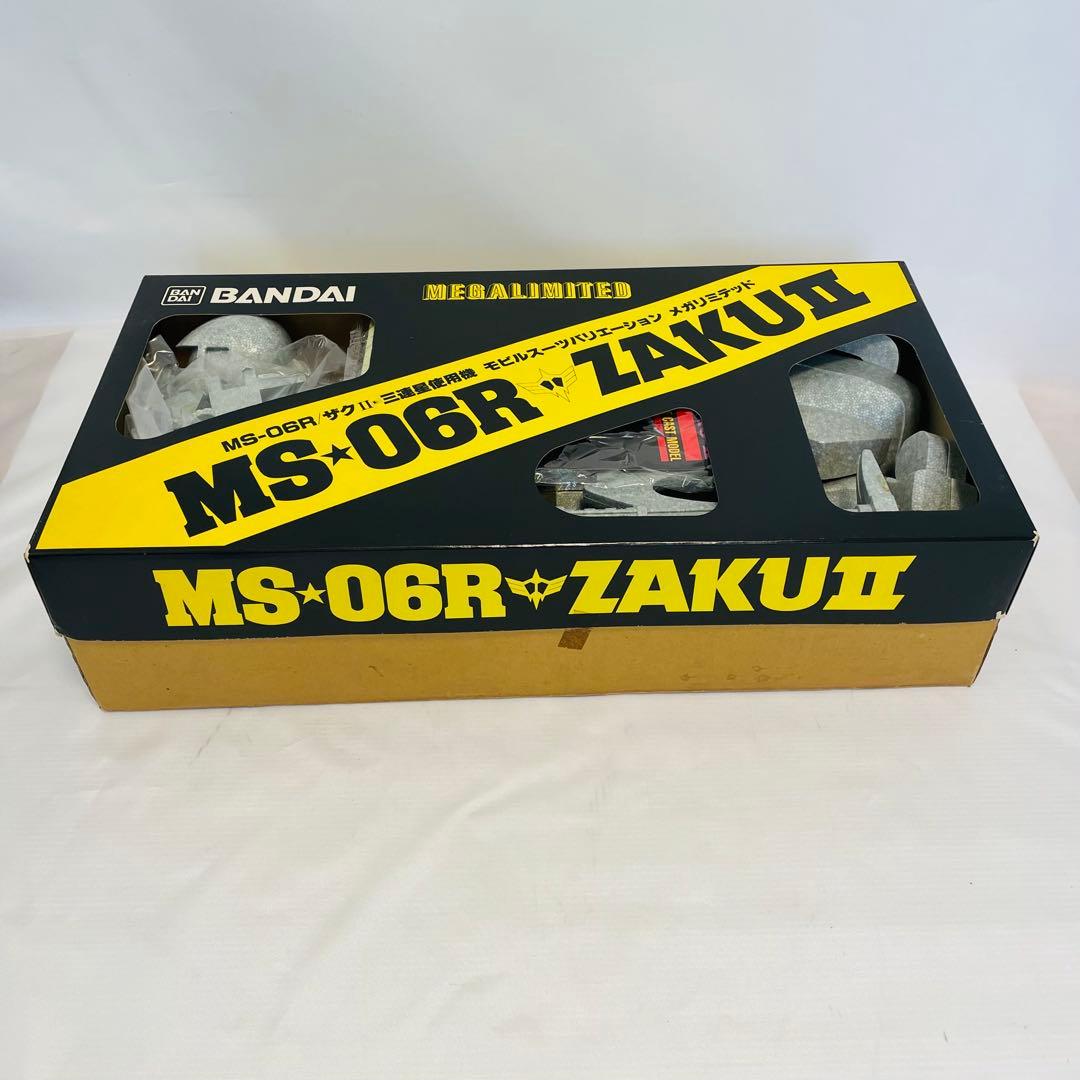 BAN DAI BANDAI
MEGALIMITED
MS-06R/ザクⅡ・三連星使用機 モビルスーツバリエーション メガリミテッド
MS★06R ZAKUⅡ
CAST MODEL
MS★06R ZAKUⅡ